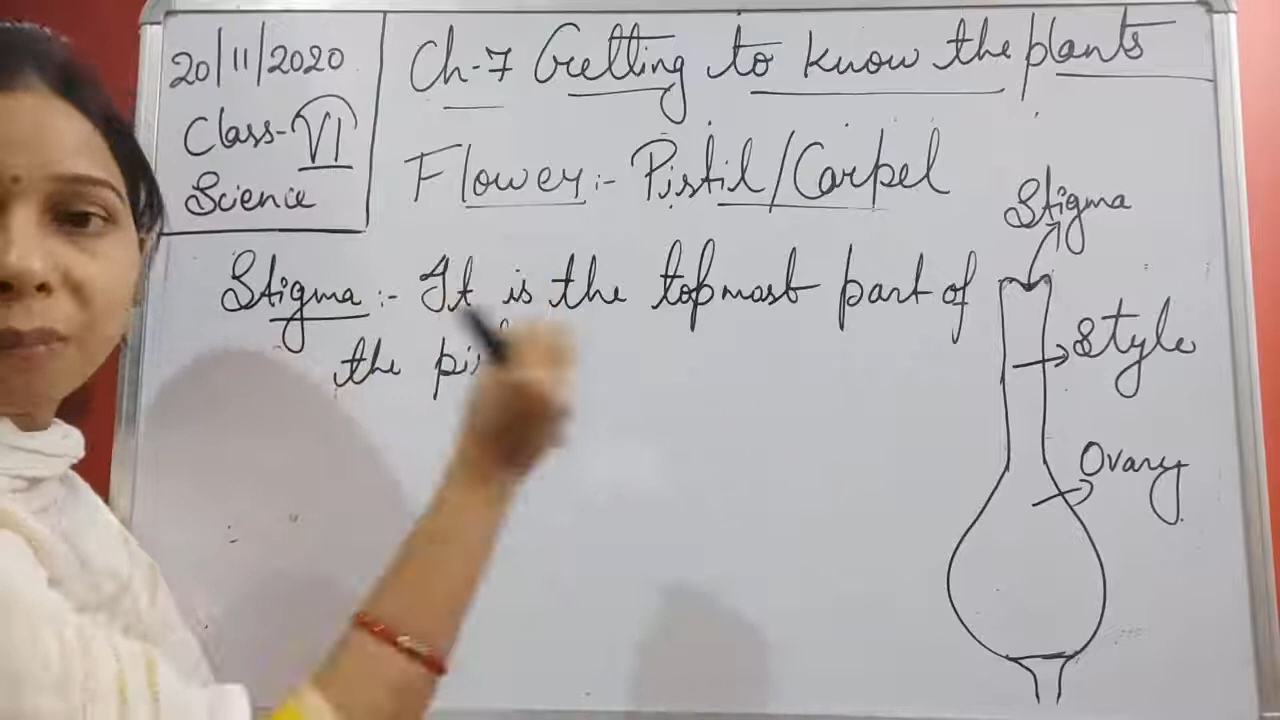 20/11/2020
Class-VI
Science
Ch-7 Getting to know the plants
Flower:- Pistil/Carpel
Stigma:- It is the topmost part of
the
Stigma
Style
Ovary